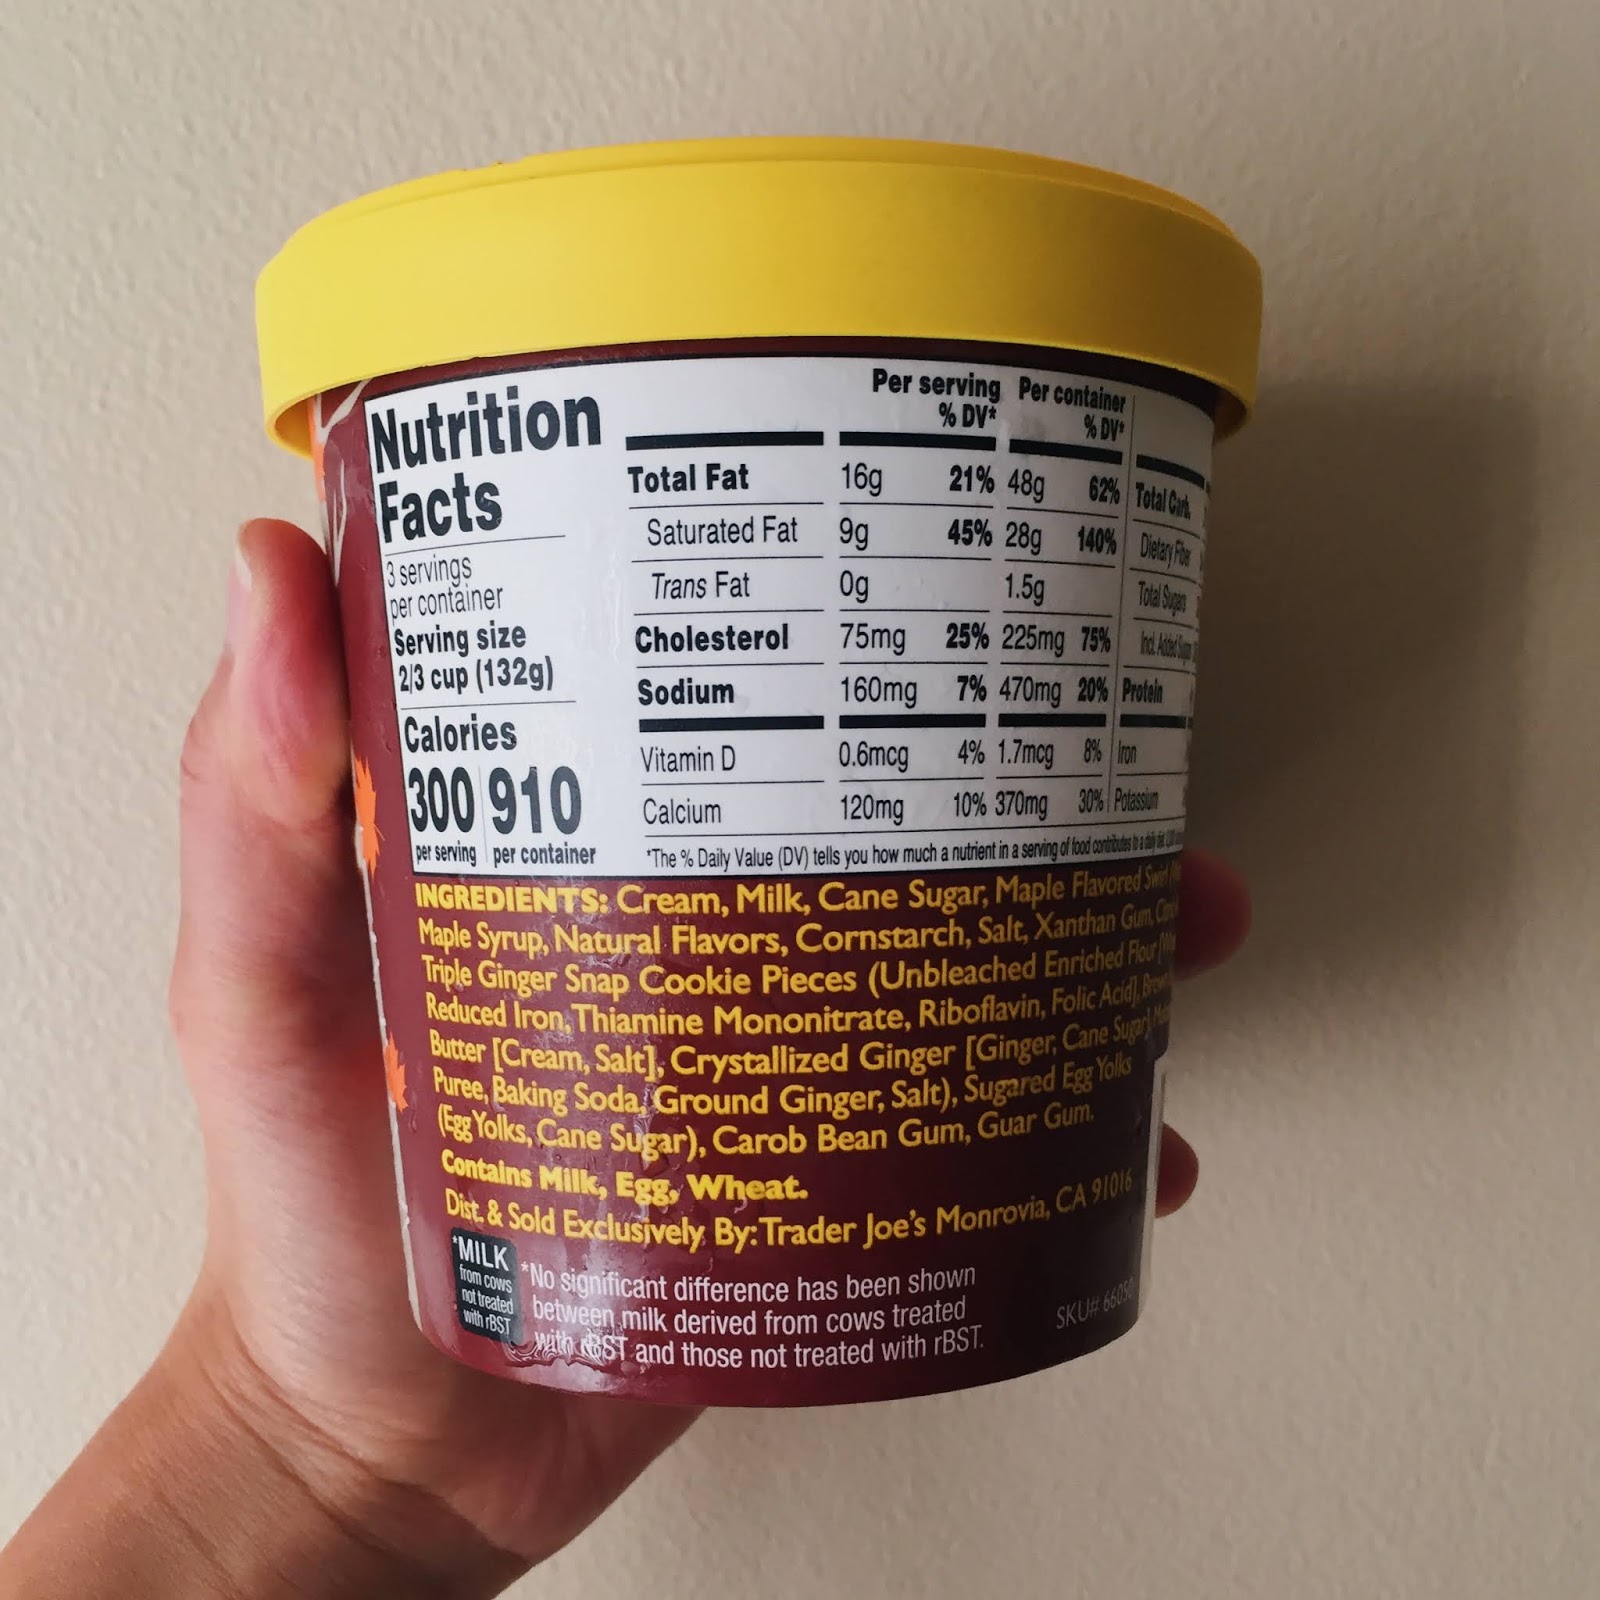 Nutrition
Facts
3 servings
per container
Serving size
2/3 cup (132g)
Calories
300 910
per serving per container
Per serving Per container
% DV* % DV*
Total Fat 16g 21% 48g 62%
Saturated Fat 9g 45% 28g 140%
Trans Fat 0g 1.5g
Cholesterol 75mg 25% 225mg 75%
Sodium 160mg 7% 470mg 20%
Vitamin D 0.6mcg 4% 1.7mcg 8%
Calcium 120mg 10% 370mg 30%
Total Carb.
Dietary Fiber
Total Sugars
Incl. Added
Protein
Iron
Potassium
*The % Daily Value (DV) tells you how much a nutrient in a serving of food contributes to a daily diet.
INGREDIENTS: Cream, Milk, Cane Sugar, Maple Flavored Swirl
Maple Syrup, Natural Flavors, Cornstarch, Salt, Xanthan Gum,
Triple Ginger Snap Cookie Pieces (Unbleached Enriched Flour
Reduced Iron, Thiamine Mononitrate, Riboflavin, Folic Acid],
Butter [Cream, Salt], Crystallized Ginger [Ginger, Cane Sugar],
Puree, Baking Soda, Ground Ginger, Salt), Sugared Egg Yolks
(Egg Yolks, Cane Sugar), Carob Bean Gum, Guar Gum.
Contains Milk, Egg, Wheat.
Dist. & Sold Exclusively By: Trader Joe's Monrovia, CA 91016
*MILK
from cows
not treated
with rBST
*No significant difference has been shown
between milk derived from cows treated
with rBST and those not treated with rBST.
SKU# 66050